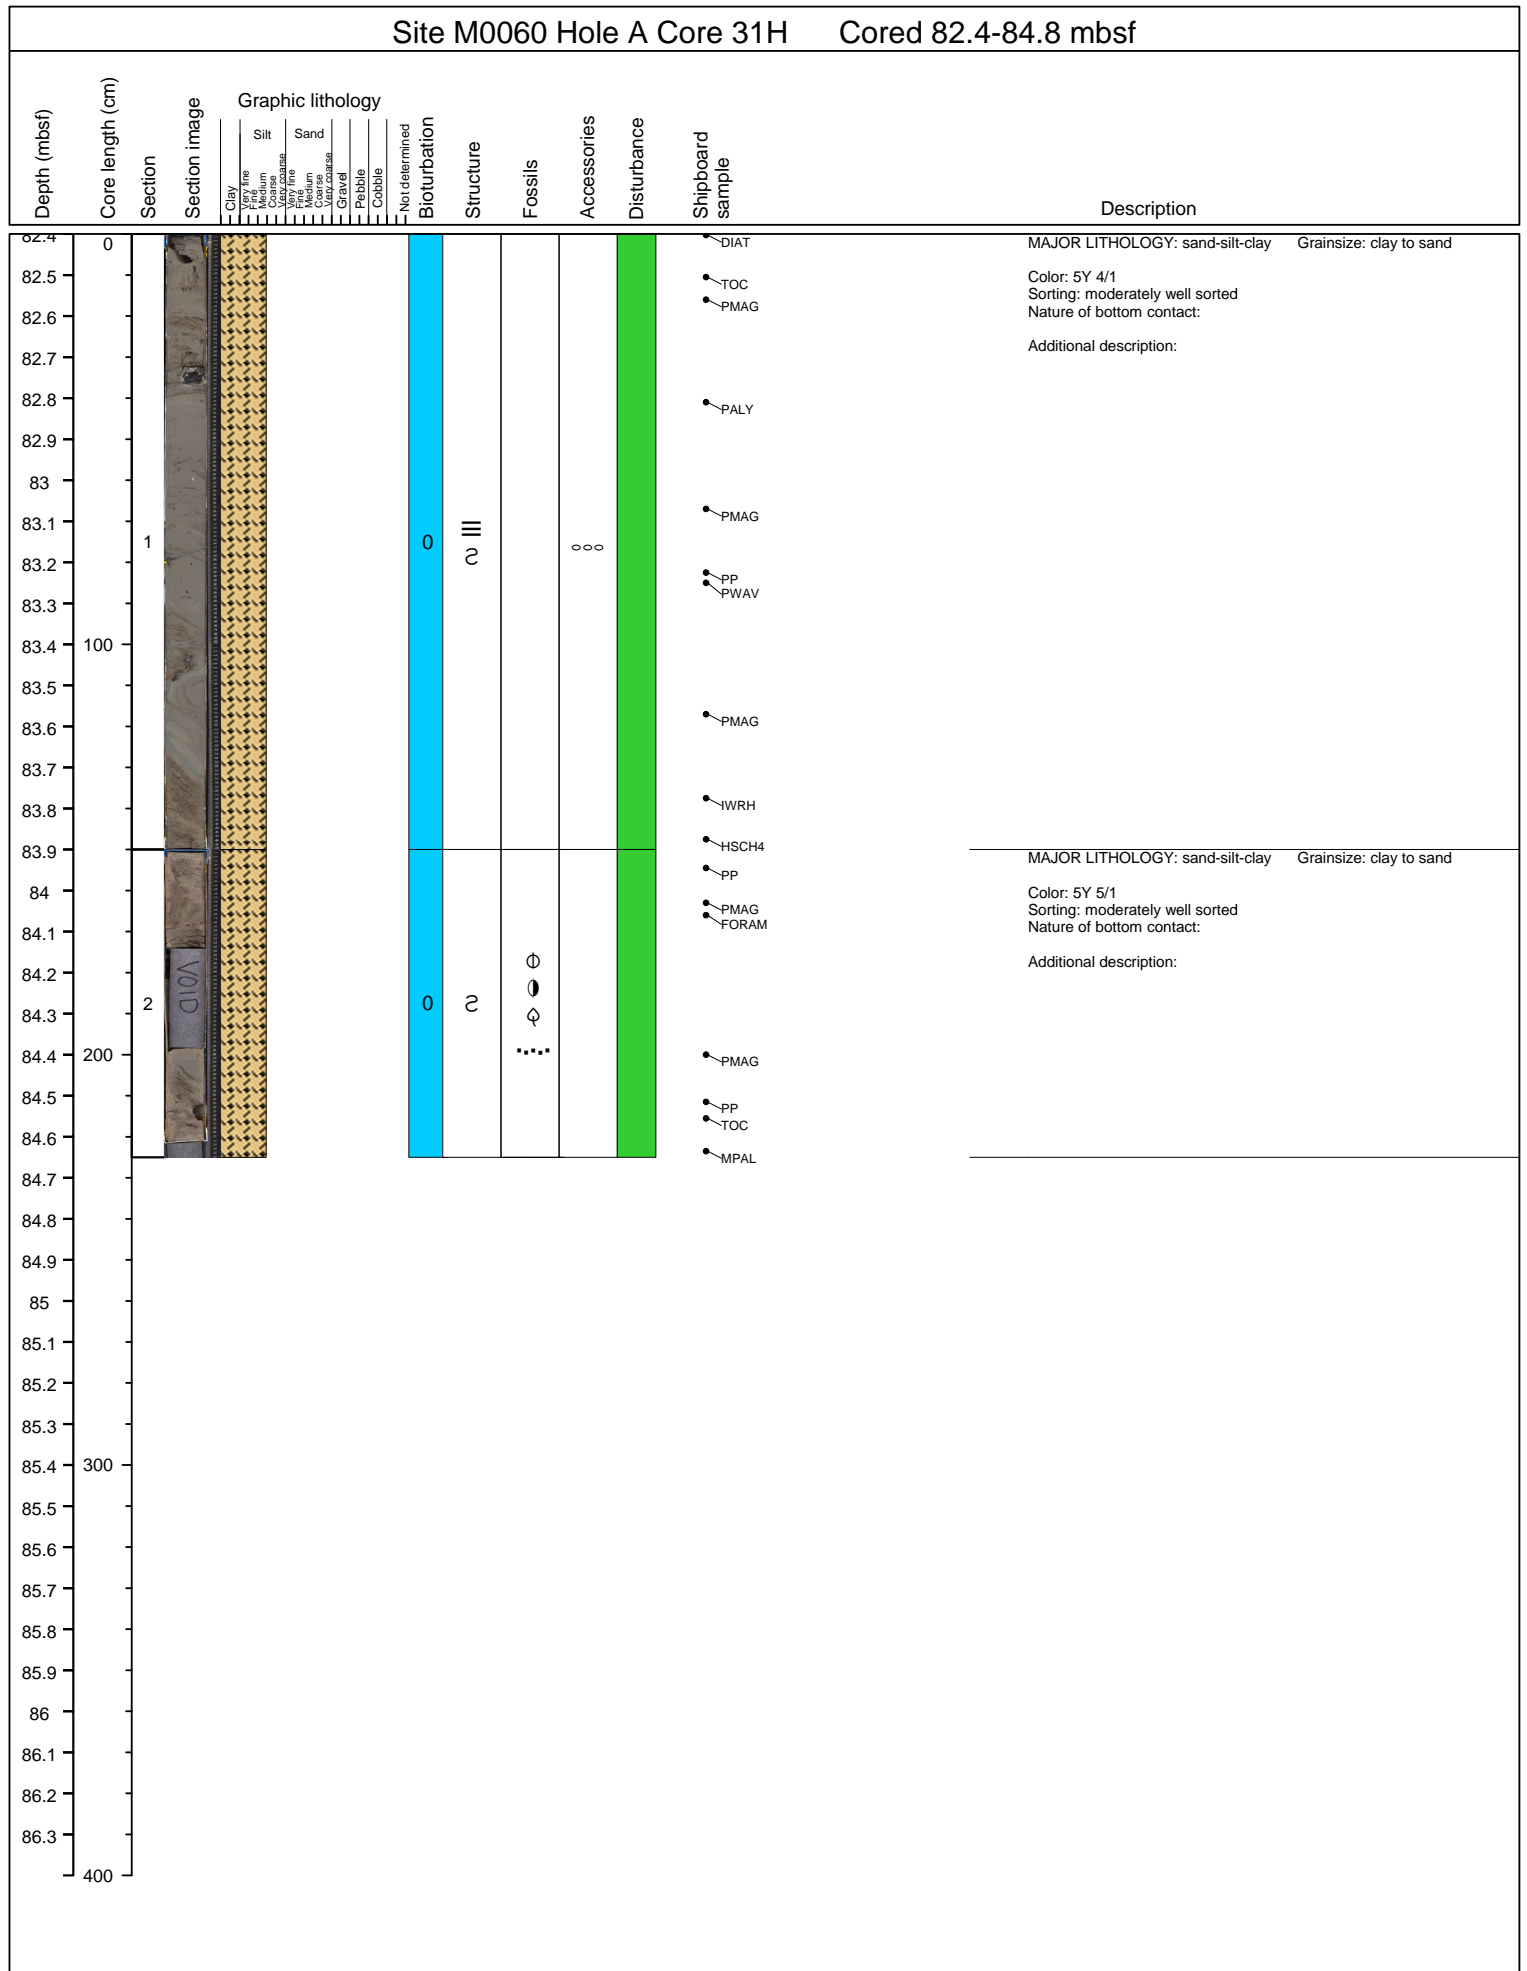 Site M0060 Hole A Core 31H Cored 82.4-84.8 mbsf
Depth (mbsf)
Core length (cm)
Section
Section image
Graphic lithology
Clay
Silt
Very fine
Fine
Medium
Coarse
Very coarse
Sand
Very fine
Fine
Medium
Coarse
Very coarse
Gravel
Pebble
Cobble
Not determined
Bioturbation
Structure
Fossils
Accessories
Disturbance
Shipboard
sample
Description
82.4
82.5
82.6
82.7
82.8
82.9
83
83.1
83.2
83.3
83.4
83.5
83.6
83.7
83.8
83.9
84
84.1
84.2
84.3
84.4
84.5
84.6
84.7
84.8
84.9
85
85.1
85.2
85.3
85.4
85.5
85.6
85.7
85.8
85.9
86
86.1
86.2
86.3
0
100
200
300
400
1
2
VOID
0
0
DIAT
TOC
PMAG
PALY
PMAG
PP
PWAV
PMAG
IWRH
HSCH4
PP
PMAG
FORAM
PMAG
PP
TOC
MPAL
MAJOR LITHOLOGY: sand-silt-clay Grainsize: clay to sand
Color: 5Y 4/1
Sorting: moderately well sorted
Nature of bottom contact:
Additional description:
MAJOR LITHOLOGY: sand-silt-clay Grainsize: clay to sand
Color: 5Y 5/1
Sorting: moderately well sorted
Nature of bottom contact:
Additional description: